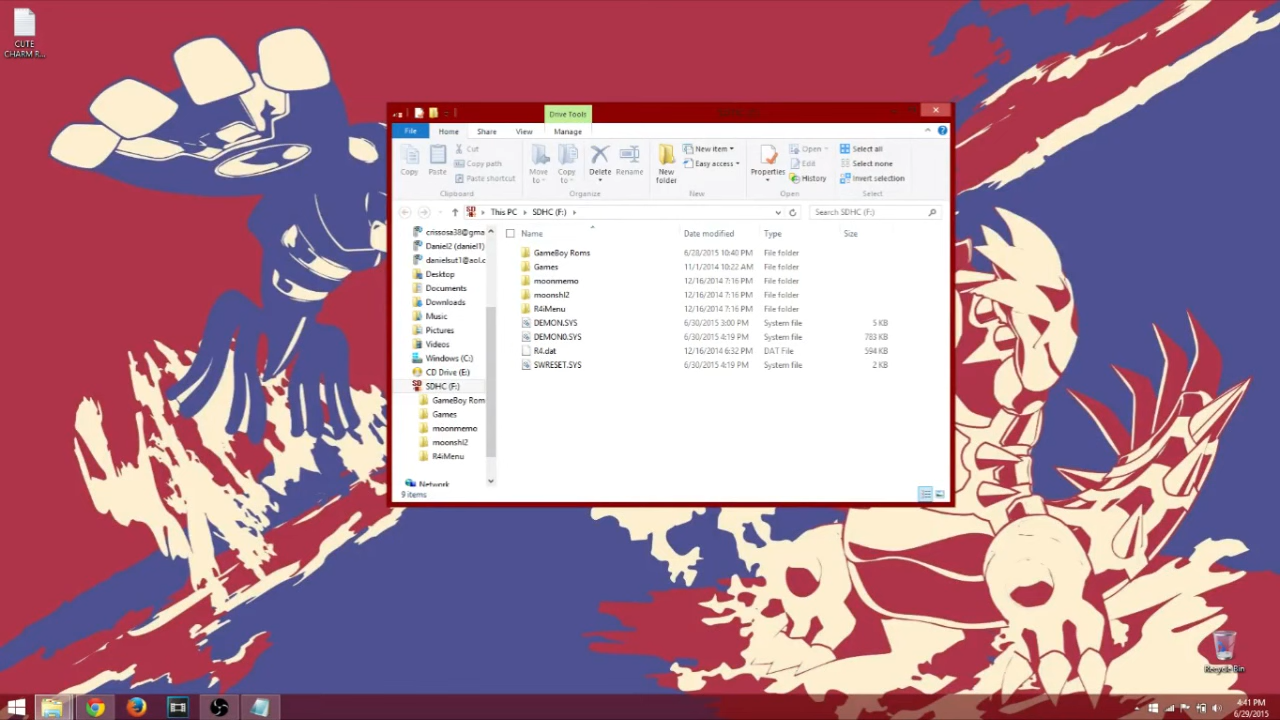 CUTE
CHARM R...
Drive Tools
File
Home
Share
View
Manage
Copy
Paste
Cut
Copy path
Paste shortcut
Clipboard
Move
to
Copy
to
Delete
Rename
Organize
New
folder
New item
Easy access
New
Properties
Open
Edit
History
Open
Select all
Select none
Invert selection
Select
This PC
SDHC (F:)
Search SDHC (F:)
crissosa38@gma
Daniel2 (daniel1)
danielsut1@aol.c
Desktop
Documents
Downloads
Music
Pictures
Videos
Windows (C:)
CD Drive (E:)
SDHC (F:)
GameBoy Rom
Games
moonmemo
moonshl2
R4iMenu
Network
Name Date modified Type Size
GameBoy Roms 6/28/2015 10:40 PM File folder
Games 11/1/2014 10:22 AM File folder
moonmemo 12/16/2014 7:16 PM File folder
moonshl2 12/16/2014 7:16 PM File folder
R4iMenu 12/16/2014 7:16 PM File folder
DEMON.SYS 6/30/2015 3:00 PM System file 5 KB
DEMON0.SYS 6/30/2015 4:19 PM System file 783 KB
R4.dat 12/16/2014 6:32 PM DAT File 594 KB
SWRESET.SYS 6/30/2015 4:19 PM System file 2 KB
9 items
Recycle Bin
4:41 PM
6/29/2015